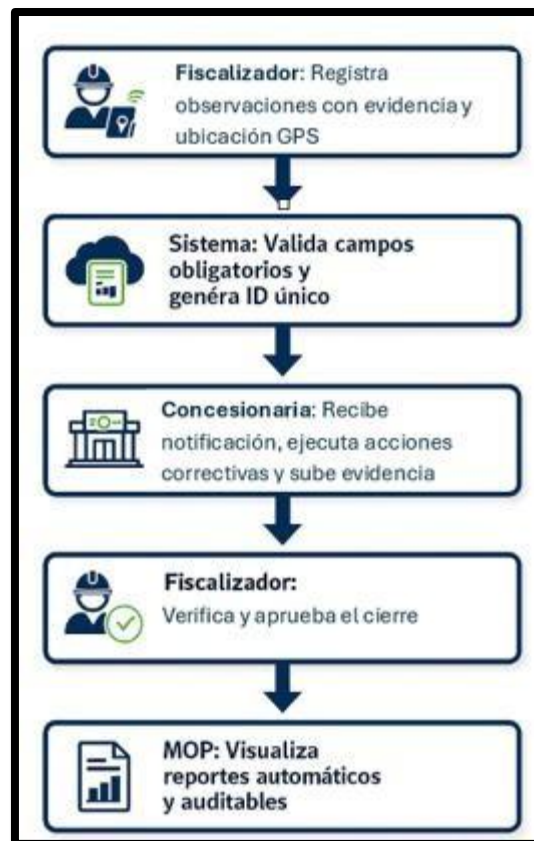 Fiscalizador: Registra
observaciones con evidencia y
ubicación GPS
Sistema: Valida campos
obligatorios y
genéra ID único
Concesionaria: Recibe
notificación, ejecuta acciones
correctivas y sube evidencia
Fiscalizador:
Verifica y aprueba el cierre
MOP: Visualiza
reportes automáticos
y auditables